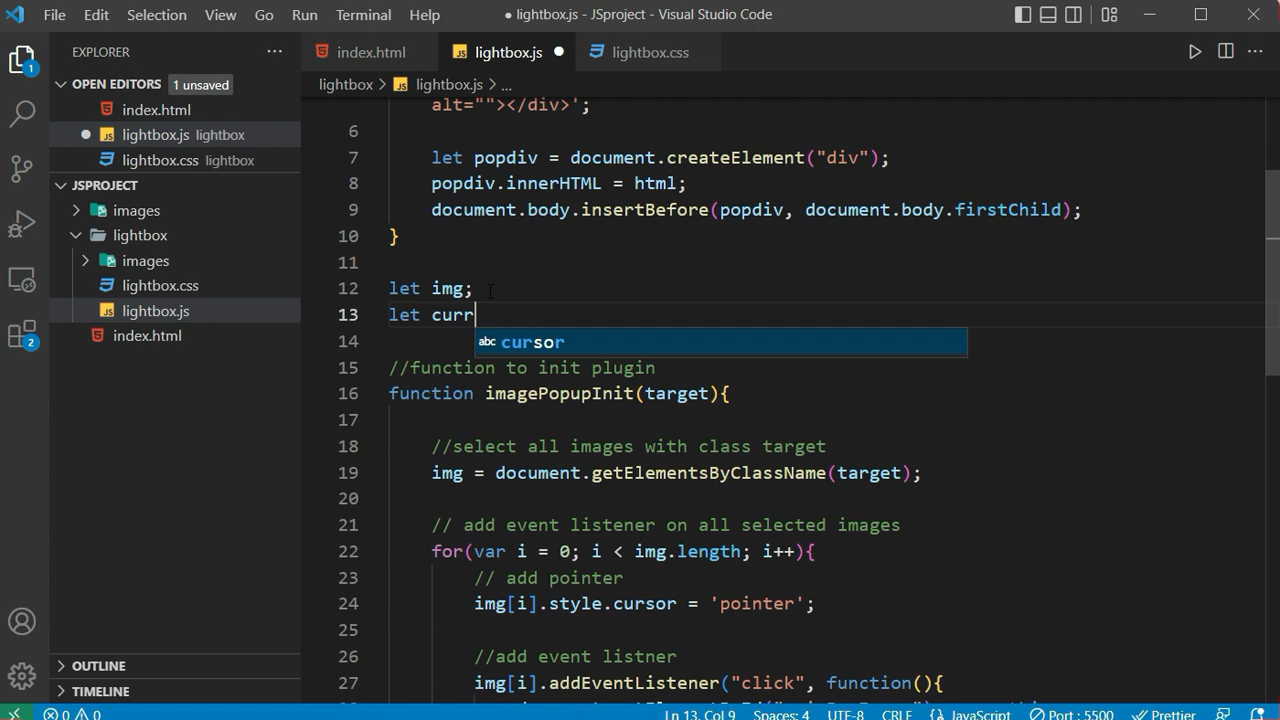 File Edit Selection View Go Run Terminal Help
● lightbox.js - JSproject - Visual Studio Code
EXPLORER
index.html
lightbox.js
lightbox.css
OPEN EDITORS 1 unsaved
index.html
lightbox.js lightbox
lightbox.css lightbox
JSPROJECT
images
lightbox
images
lightbox.css
lightbox.js
index.html
OUTLINE
TIMELINE
1
2
lightbox > lightbox.js > ...
alt=""></div>';
6
7 let popdiv = document.createElement("div");
8 popdiv.innerHTML = html;
9 document.body.insertBefore(popdiv, document.body.firstChild);
10 }
11
12 let img;
13 let curr
abc cursor
14
15 //function to init plugin
16 function imagePopupInit(target){
17
18 //select all images with class target
19 img = document.getElementsByClassName(target);
20
21 // add event listener on all selected images
22 for(var i = 0; i < img.length; i++){
23 // add pointer
24 img[i].style.cursor = 'pointer';
25
26 //add event listner
27 img[i].addEventListener("click", function(){
0 0 Ln 13, Col 9 Spaces: 4 UTF-8 CRLF JavaScript Port : 5500 Prettier